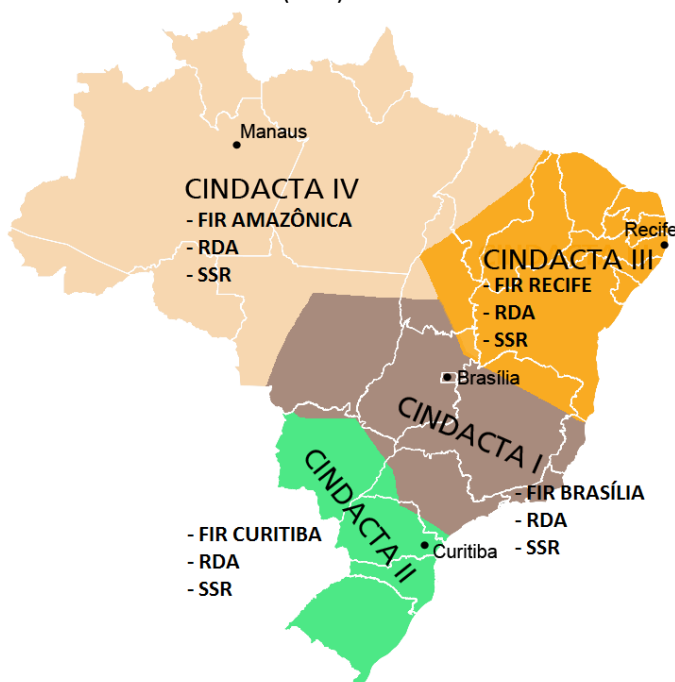 Manaus
CINDACTA IV
- FIR AMAZÔNICA
- RDA
- SSR
Recife
CINDACTA III
- FIR RECIFE
- RDA
- SSR
Brasília
CINDACTA I
- FIR BRASÍLIA
- RDA
- SSR
CINDACTA II
- FIR CURITIBA
- RDA
- SSR
Curitiba